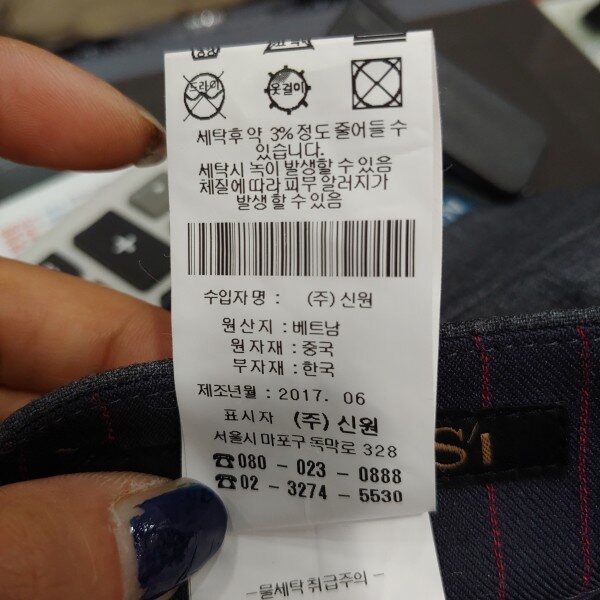 드라이
옷걸이
세탁후 약 3% 정도 줄어들 수
있습니다.
세탁시 녹이 발생할 수 있음
체질에 따라 피부 알러지가
발생할 수 있음
수입자명 : (주) 신원
원산지 : 베트남
원자재 : 중국
부자재 : 한국
제조년월 : 2017. 06
표시자 (주) 신원
서울시 마포구 독막로 328
☎080 - 023 - 0888
☎02 - 3274 - 5530
- 물세탁 취급주의 -